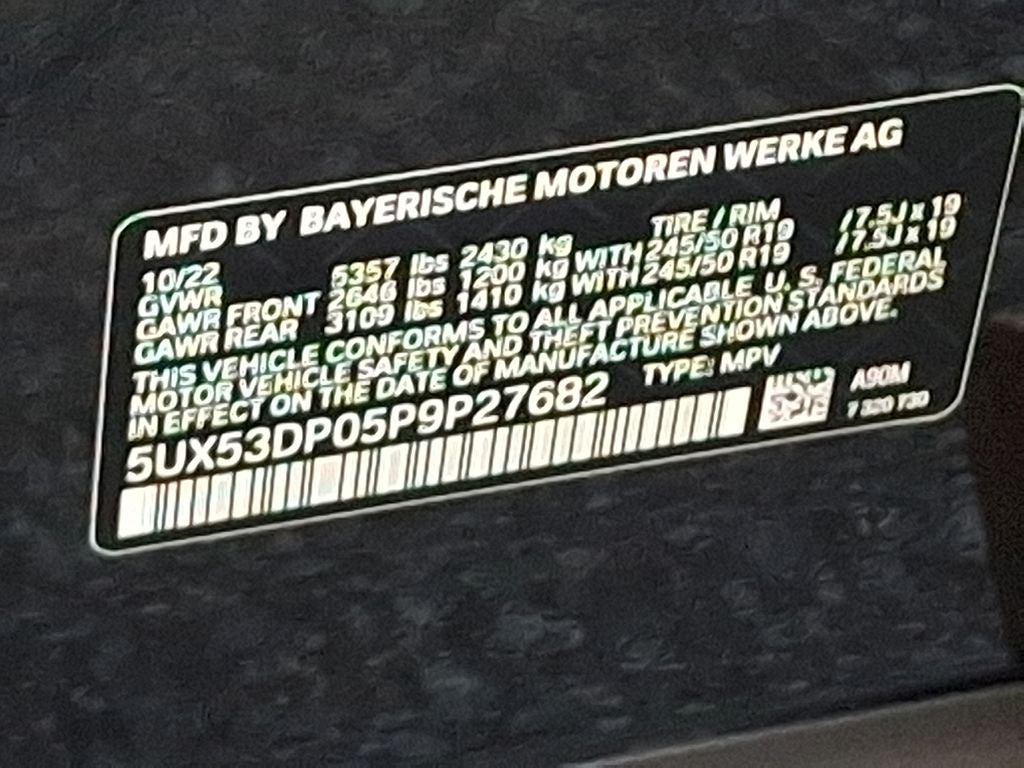 MFD BY BAYERISCHE MOTOREN WERKE AG
10/22 TIRE / RIM
GVWR 5357 lbs 2430 kg
GAWR FRONT 2646 lbs 1200 kg WITH 245/50 R19 /7.5J x 19
GAWR REAR 3109 lbs 1410 kg WITH 245/50 R19 /7.5J x 19
THIS VEHICLE CONFORMS TO ALL APPLICABLE U. S. FEDERAL
MOTOR VEHICLE SAFETY AND THEFT PREVENTION STANDARDS
IN EFFECT ON THE DATE OF MANUFACTURE SHOWN ABOVE.
5UX53DP05P9P27682 TYPE: MPV
A90M